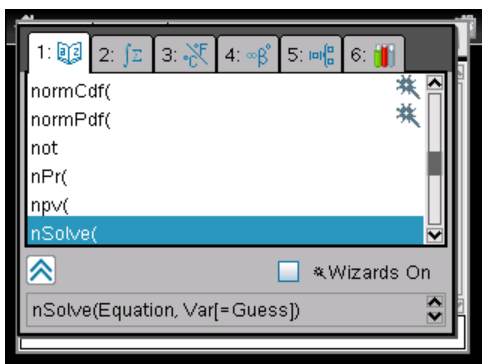 1: 2: ∫Σ 3: °C°F 4: ∞β° 5: 6:
normCdf(
normPdf(
not
nPr(
npv(
nSolve(
Wizards On
nSolve(Equation, Var[=Guess])